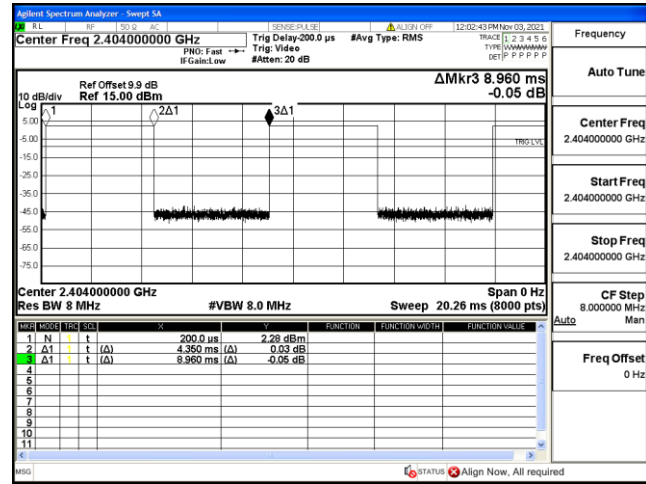 Agilent Spectrum Analyzer - Swept SA
RL RF 50 Ω AC SENSE:PULSE ALIGN OFF 12:02:43 PM Nov 03, 2021
Center Freq 2.404000000 GHz
PNO: Fast
IFGain:Low
Trig Delay-200.0 µs
Trig: Video
#Atten: 20 dB
#Avg Type: RMS
TRACE 1 2 3 4 5 6
TYPE WWWWWW
DET P P P P P P
Frequency
Auto Tune
Center Freq
2.404000000 GHz
Start Freq
2.404000000 GHz
Stop Freq
2.404000000 GHz
CF Step
8.000000 MHz
Auto Man
Freq Offset
0 Hz
ΔMkr3 8.960 ms
-0.05 dB
Ref Offset 9.9 dB
10 dB/div Ref 15.00 dBm
Log
1 2Δ1 3Δ1
5.00
-5.00
TRIG LVL
-15.0
-25.0
-35.0
-45.0
-55.0
-65.0
-75.0
Center 2.404000000 GHz Span 0 Hz
Res BW 8 MHz #VBW 8.0 MHz Sweep 20.26 ms (8000 pts)
MKR MODE TRC SCL X Y FUNCTION FUNCTION WIDTH FUNCTION VALUE
1 N 1 t 200.0 µs 2.28 dBm
2 Δ1 1 t (Δ) 4.350 ms (Δ) 0.03 dB
3 Δ1 1 t (Δ) 8.960 ms (Δ) -0.05 dB
4
5
6
7
8
9
10
11
MSG STATUS Align Now, All required